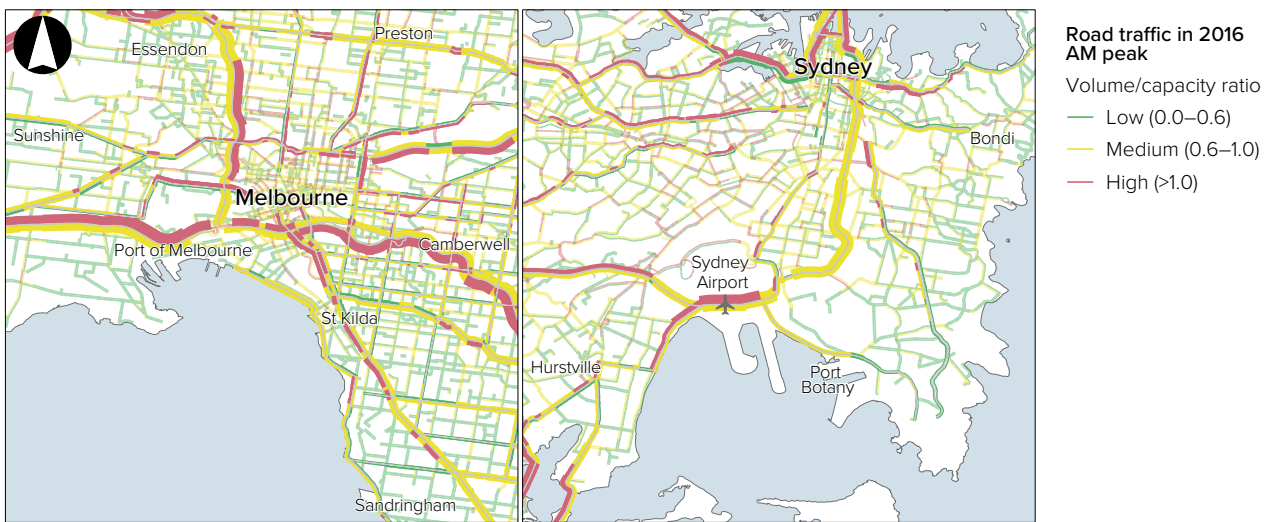 Essendon
Preston
Sunshine
Melbourne
Port of Melbourne
Camberwell
St Kilda
Sandringham
Sydney
Bondi
Sydney
Airport
Hurstville
Port
Botany
Road traffic in 2016
AM peak
Volume/capacity ratio
Low (0.0–0.6)
Medium (0.6–1.0)
High (>1.0)